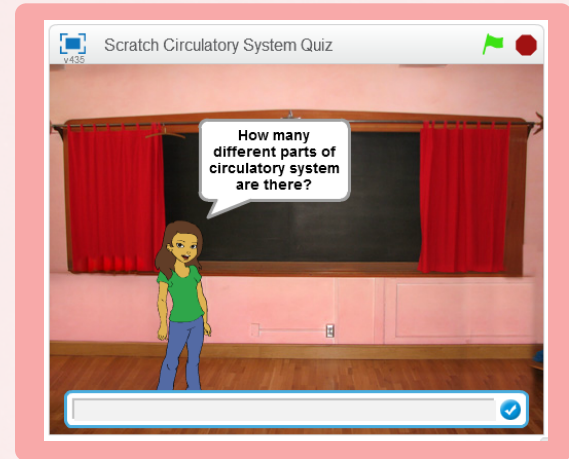 Scratch Circulatory System Quiz
v435
How many
different parts of
circulatory system
are there?